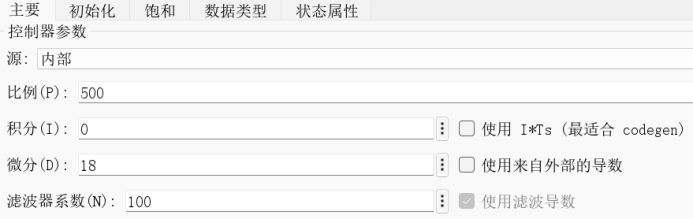 主要 初始化 饱和 数据类型 状态属性
控制器参数
源: 内部
比例(P): 500
积分(I): 0 使用 I*Ts (最适合 codegen)
微分(D): 18 使用来自外部的导数
滤波器系数(N): 100 使用滤波导数